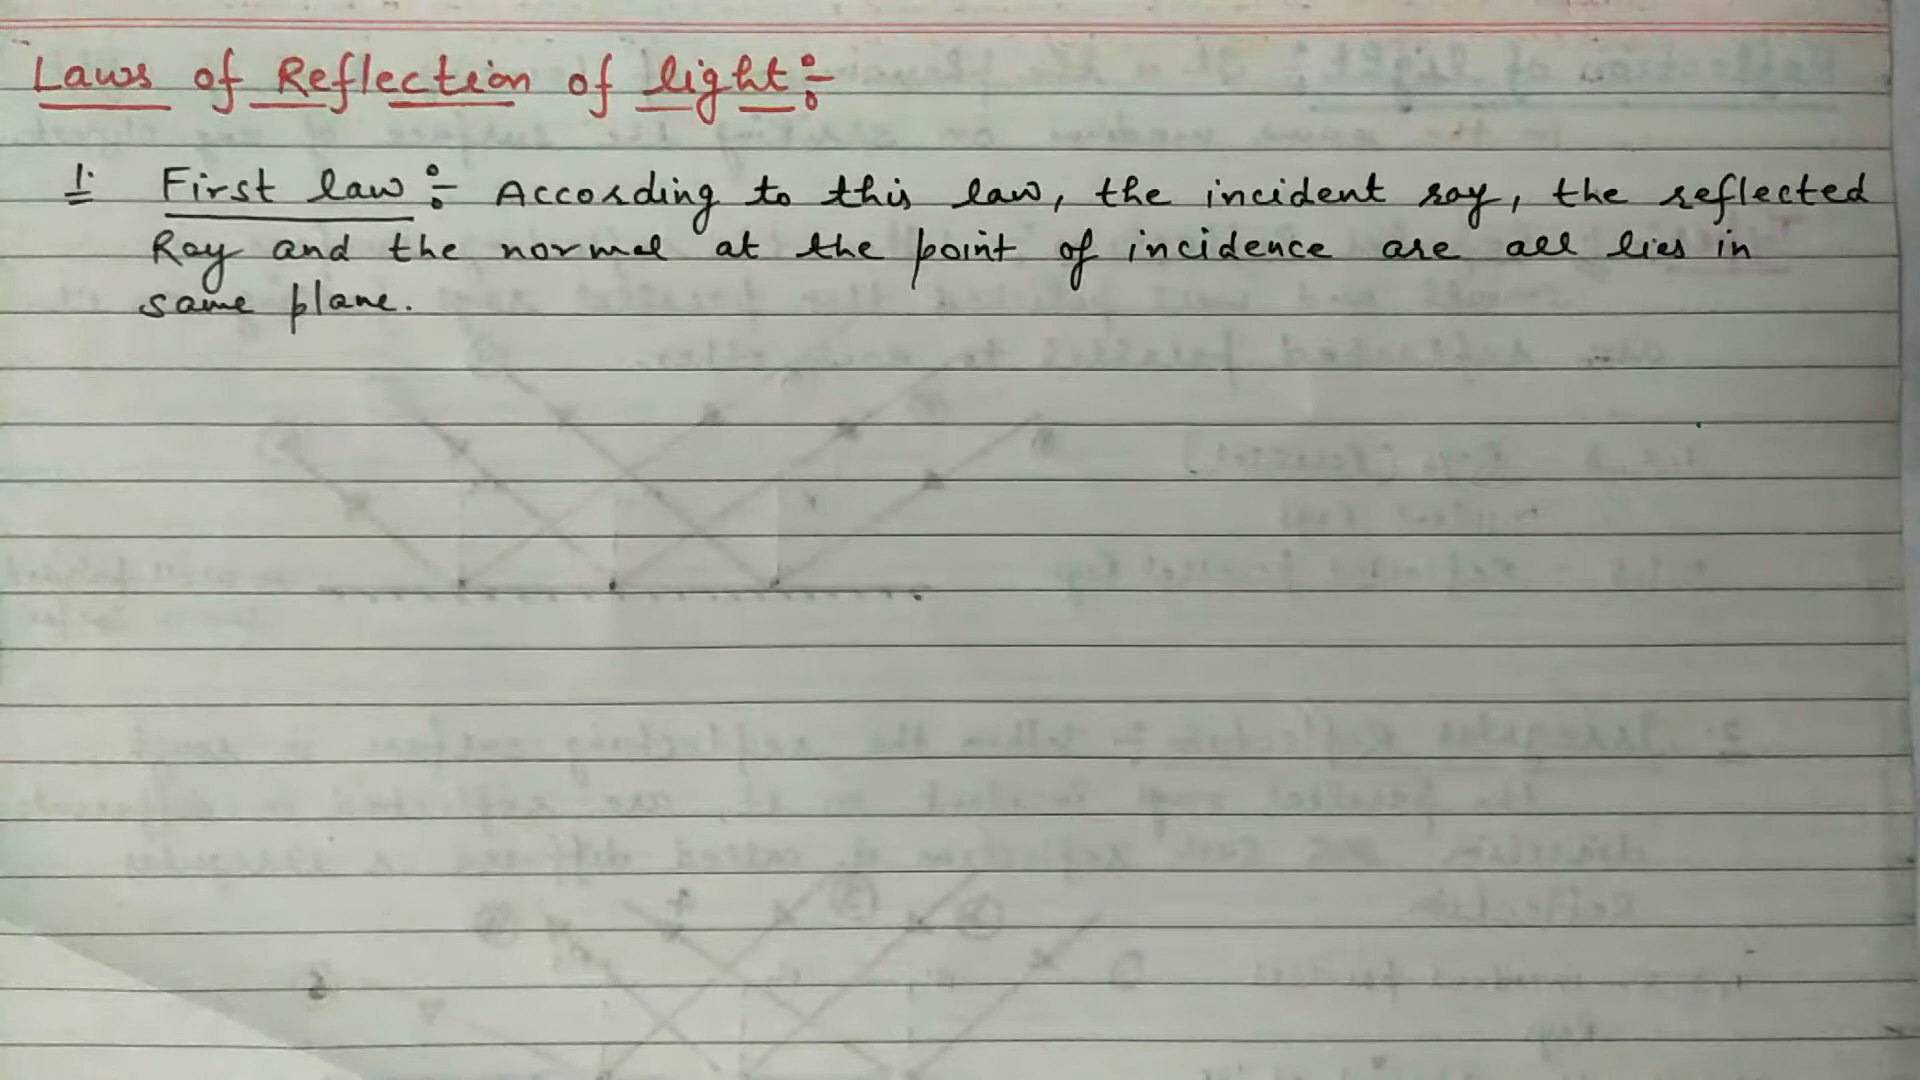 Laws of Reflection of light :-
1. First law :- According to this law, the incident ray, the reflected
Ray and the normal at the point of incidence are all lies in
same plane.